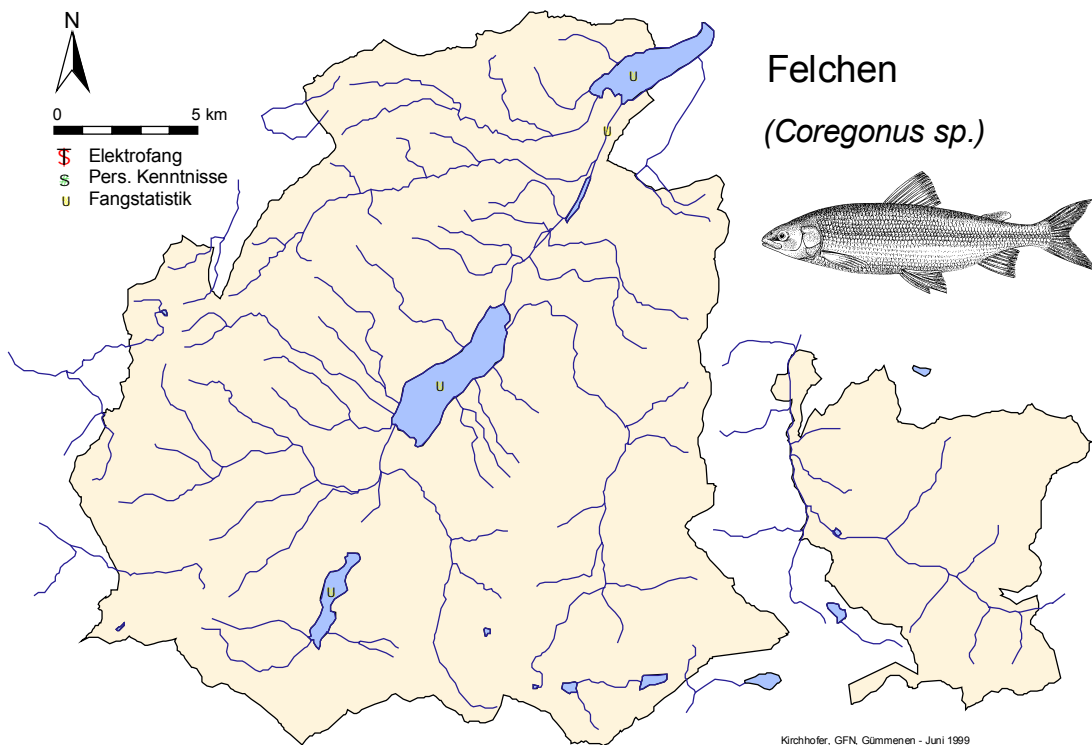 N
0 5 km
S Elektrofang
S Pers. Kenntnisse
U Fangstatistik
Felchen
(Coregonus sp.)
U
U
U
U
Kirchhofer, GFN, Gümmenen - Juni 1999